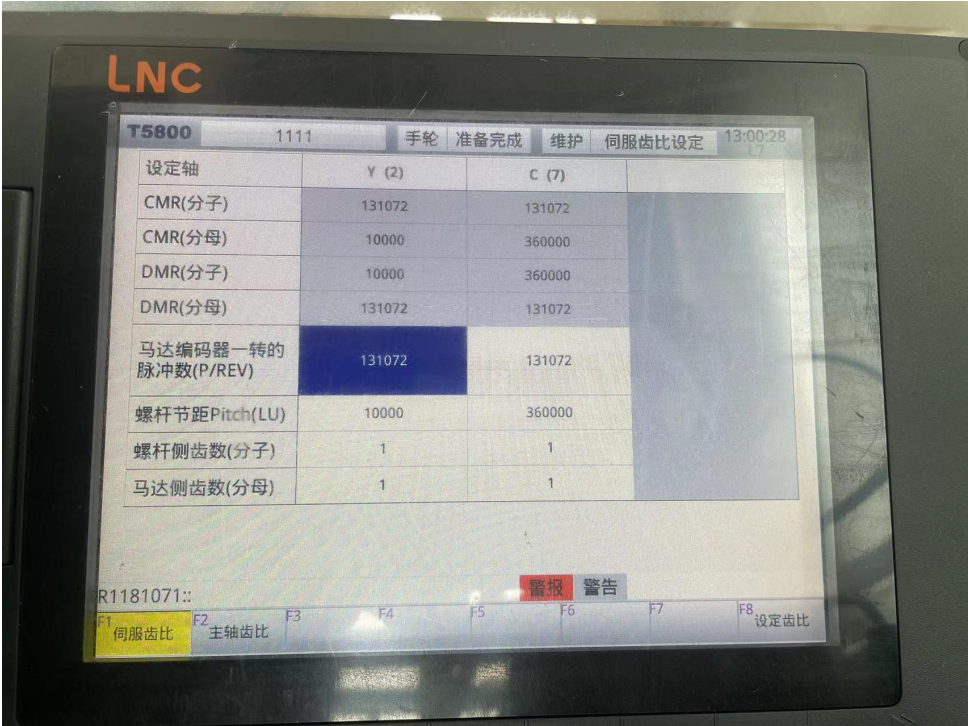 LNC
T5800 1111 手轮 准备完成 维护 伺服齿比设定 13:00:28
L7
设定轴 Y (2) C (7)
CMR(分子) 131072 131072
CMR(分母) 10000 360000
DMR(分子) 10000 360000
DMR(分母) 131072 131072
马达编码器一转的
脉冲数(P/REV) 131072 131072
螺杆节距Pitch(LU) 10000 360000
螺杆侧齿数(分子) 1 1
马达侧齿数(分母) 1 1
警报 警告
R1181071::
F1 伺服齿比 F2 主轴齿比 F3 F4 F5 F6 F7 F8 设定齿比